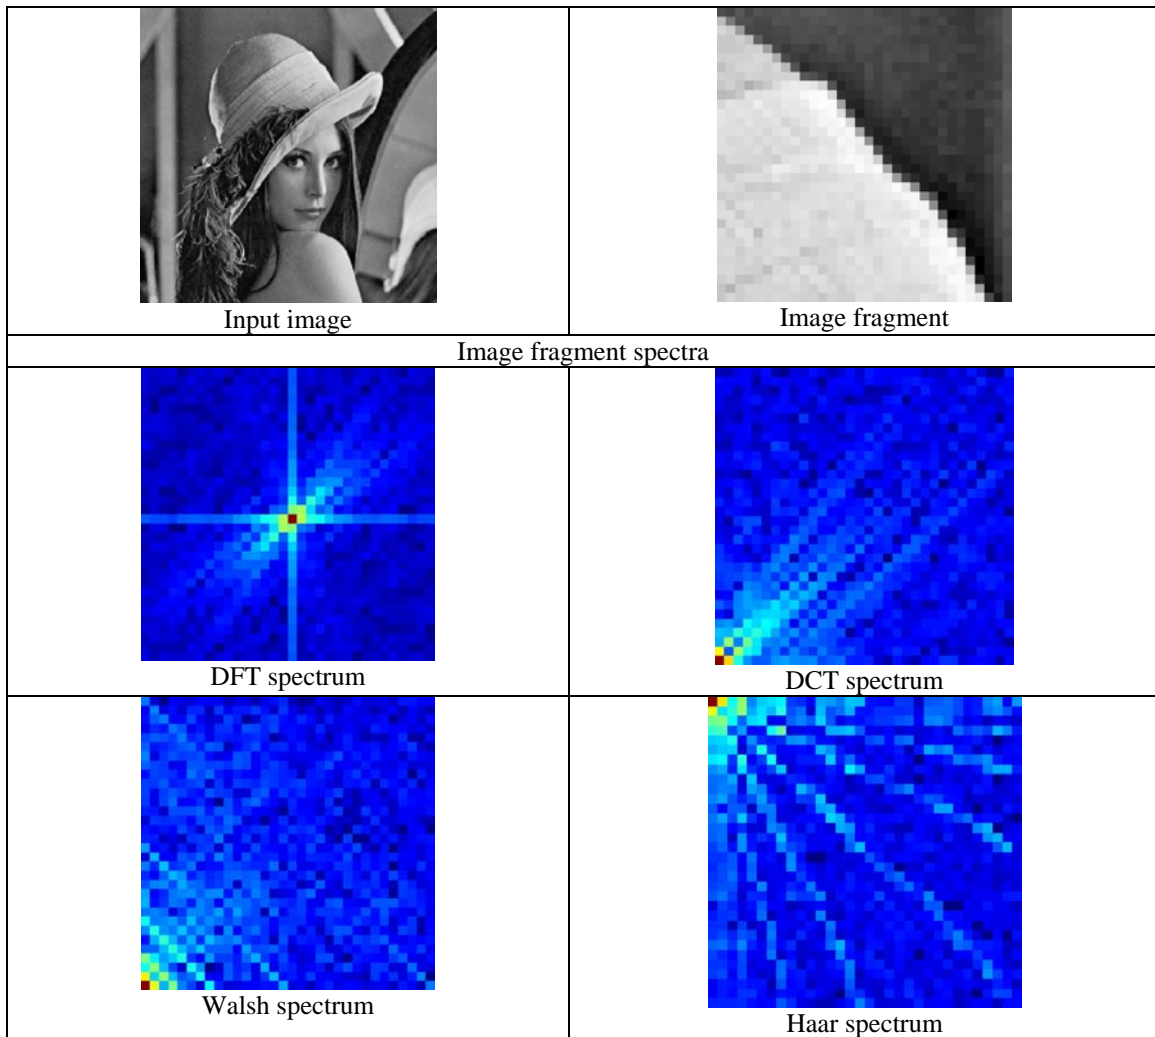 Input image
Image fragment
Image fragment spectra
DFT spectrum
DCT spectrum
Walsh spectrum
Haar spectrum